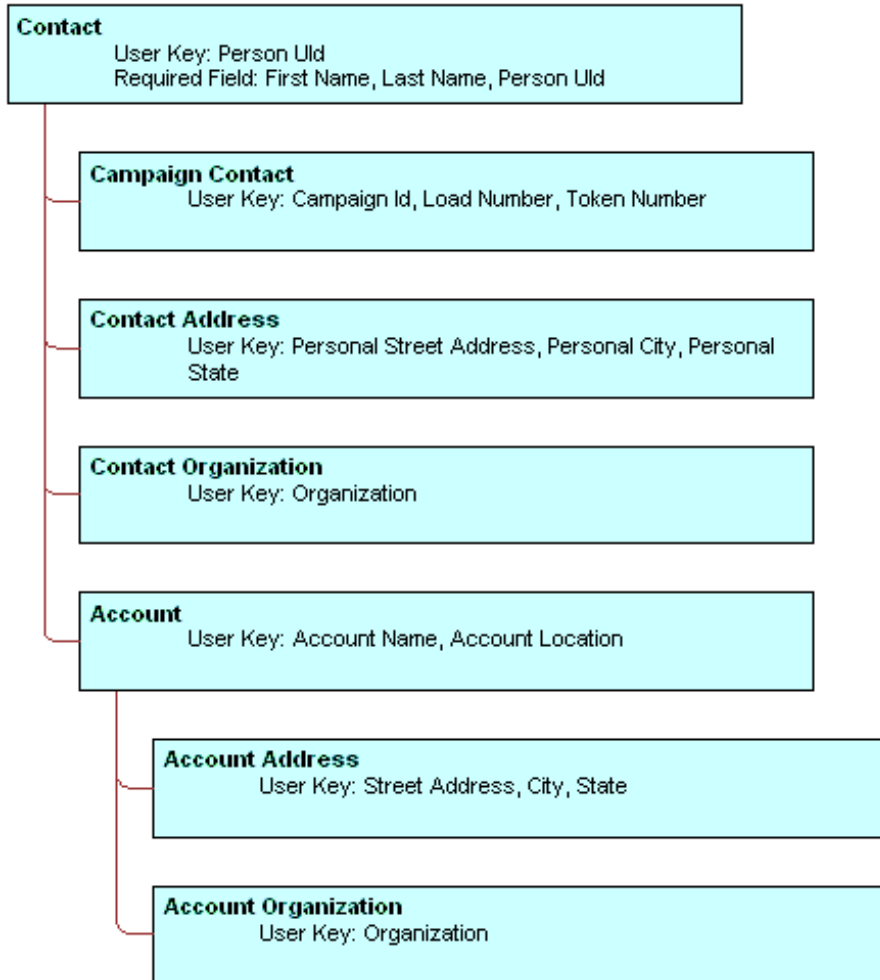 Contact
User Key: Person UId
Required Field: First Name, Last Name, Person UId
Campaign Contact
User Key: Campaign Id, Load Number, Token Number
Contact Address
User Key: Personal Street Address, Personal City, Personal
State
Contact Organization
User Key: Organization
Account
User Key: Account Name, Account Location
Account Address
User Key: Street Address, City, State
Account Organization
User Key: Organization